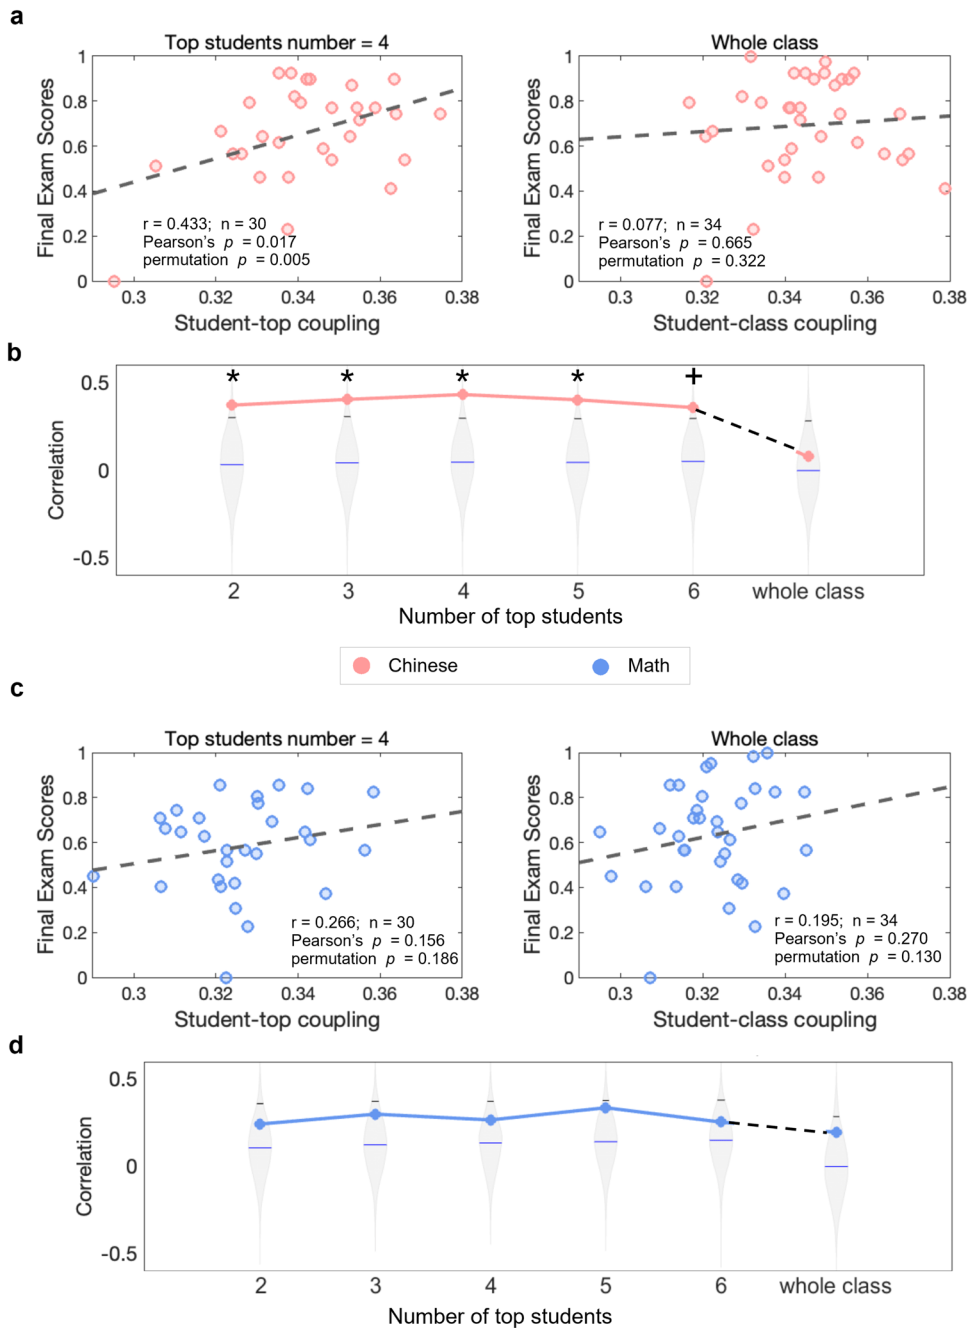 a
Top students number = 4
Whole class
1
0.8
0.6
0.4
0.2
0
Final Exam Scores
r = 0.433; n = 30
Pearson's p = 0.017
permutation p = 0.005
0.3 0.32 0.34 0.36 0.38
Student-top coupling
1
0.8
0.6
0.4
0.2
0
Final Exam Scores
r = 0.077; n = 34
Pearson's p = 0.665
permutation p = 0.322
0.3 0.32 0.34 0.36 0.38
Student-class coupling
b
* * * * +
0.5
0
-0.5
Correlation
2 3 4 5 6 whole class
Number of top students
Chinese Math
c
Top students number = 4
Whole class
1
0.8
0.6
0.4
0.2
0
Final Exam Scores
r = 0.266; n = 30
Pearson's p = 0.156
permutation p = 0.186
0.3 0.32 0.34 0.36 0.38
Student-top coupling
1
0.8
0.6
0.4
0.2
0
Final Exam Scores
r = 0.195; n = 34
Pearson's p = 0.270
permutation p = 0.130
0.3 0.32 0.34 0.36 0.38
Student-class coupling
d
0.5
0
-0.5
Correlation
2 3 4 5 6 whole class
Number of top students